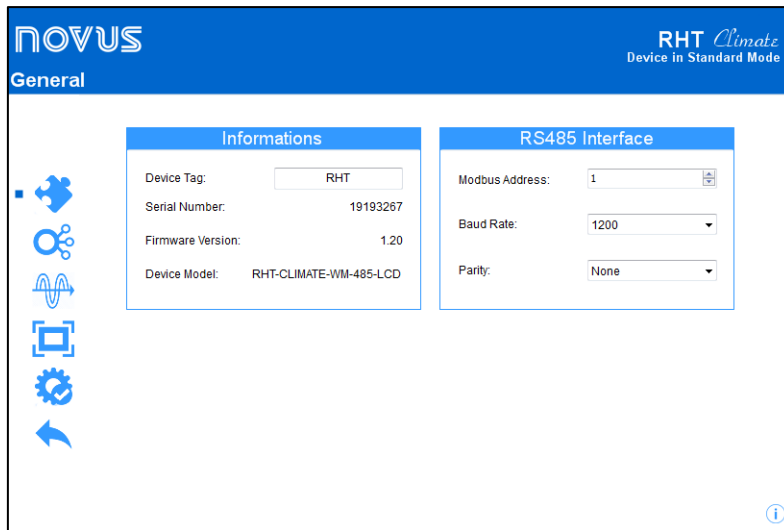 NOVUS
RHT Climate
Device in Standard Mode
General
Informations
Device Tag: RHT
Serial Number: 19193267
Firmware Version: 1.20
Device Model: RHT-CLIMATE-WM-485-LCD
RS485 Interface
Modbus Address: 1
Baud Rate: 1200
Parity: None
i